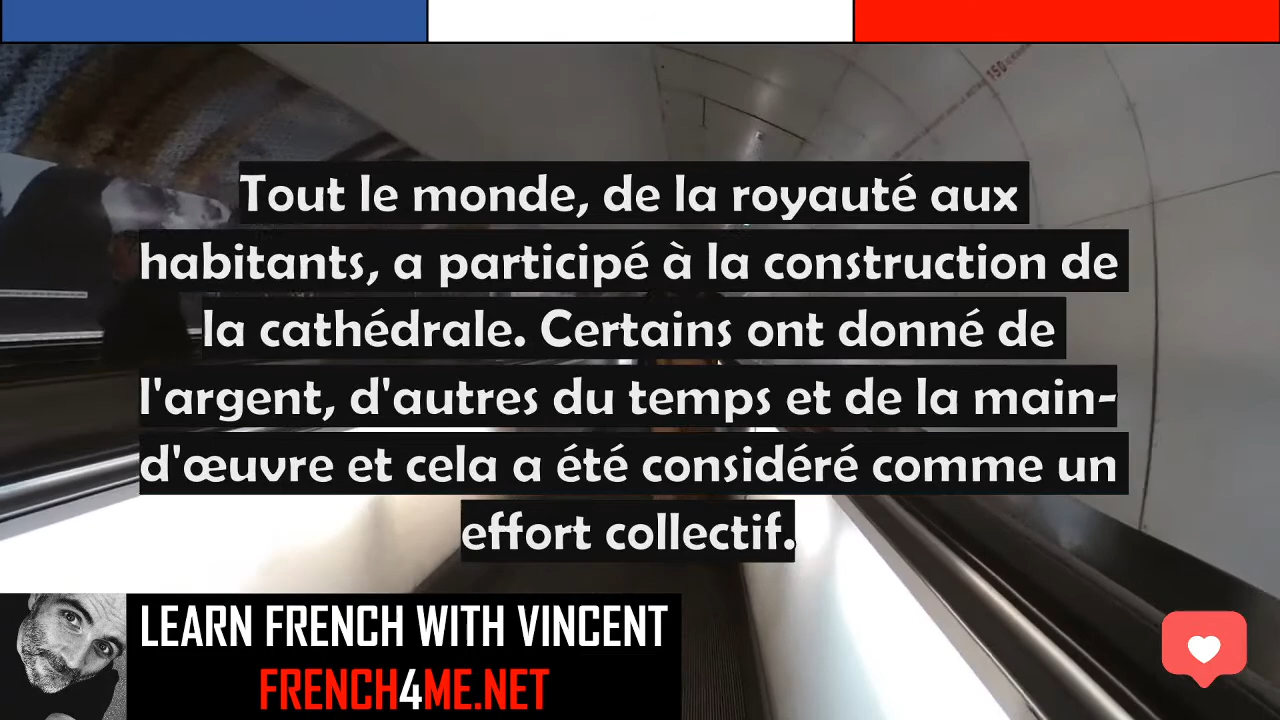 150
Tout le monde, de la royauté aux
habitants, a participé à la construction de
la cathédrale. Certains ont donné de
l'argent, d'autres du temps et de la main-
d'œuvre et cela a été considéré comme un
effort collectif.
LEARN FRENCH WITH VINCENT
FRENCH4ME.NET